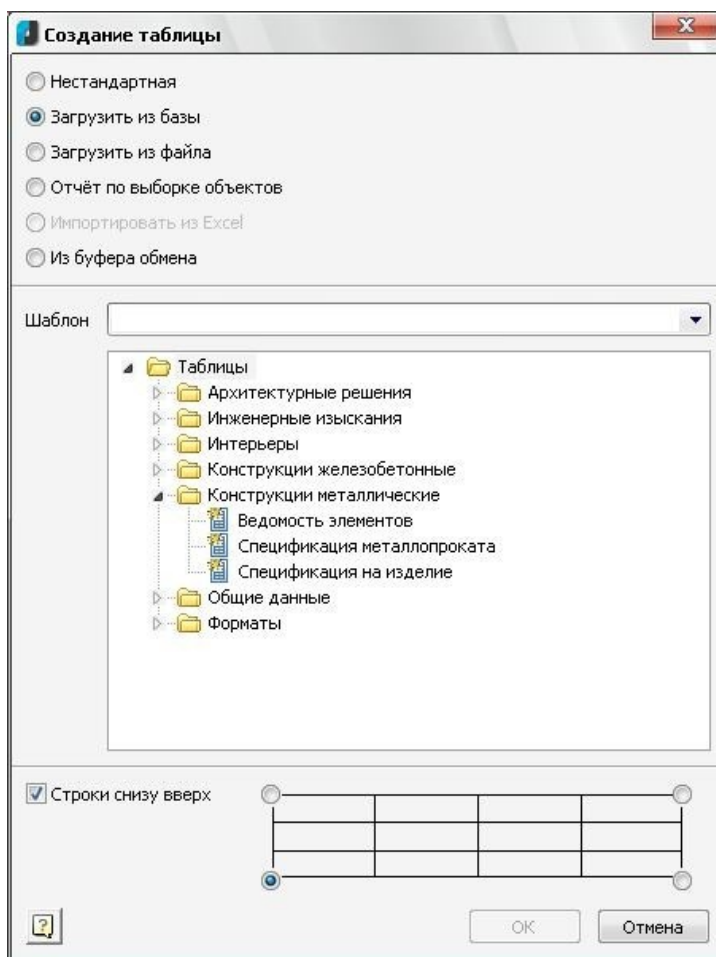 Создание таблицы
Нестандартная
Загрузить из базы
Загрузить из файла
Отчёт по выборке объектов
Импортировать из Excel
Из буфера обмена
Шаблон
Таблицы
Архитектурные решения
Инженерные изыскания
Интерьеры
Конструкции железобетонные
Конструкции металлические
Ведомость элементов
Спецификация металлопроката
Спецификация на изделие
Общие данные
Форматы
Строки снизу вверх
ОК
Отмена